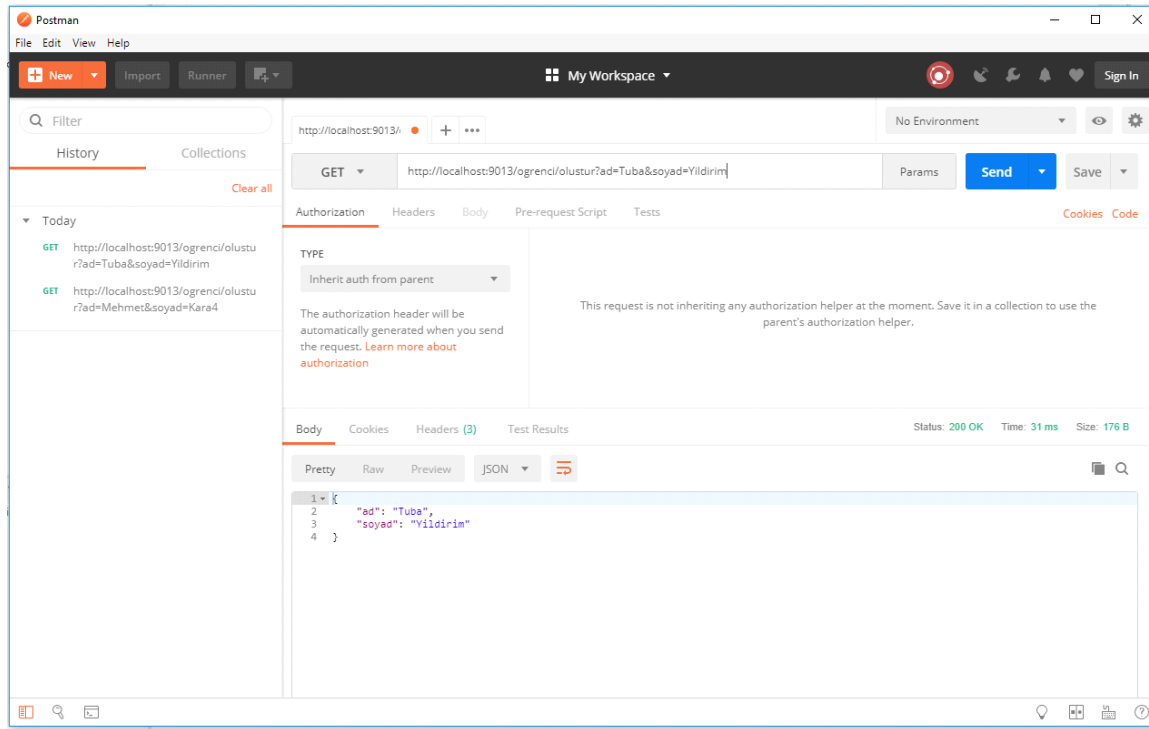 Postman
File Edit View Help
New Import Runner My Workspace Sign In
Filter
History Collections
Clear all
Today
GET http://localhost:9013/ogrenci/olustu
r?ad=Tuba&soyad=Yildirim
GET http://localhost:9013/ogrenci/olustu
r?ad=Mehmet&soyad=Kara4
http://localhost:9013/
No Environment
GET http://localhost:9013/ogrenci/olustur?ad=Tuba&soyad=Yildirim Params Send Save
Authorization Headers Body Pre-request Script Tests Cookies Code
TYPE
Inherit auth from parent
The authorization header will be
automatically generated when you send
the request. Learn more about
authorization
This request is not inheriting any authorization helper at the moment. Save it in a collection to use the
parent's authorization helper.
Body Cookies Headers (3) Test Results Status: 200 OK Time: 31 ms Size: 176 B
Pretty Raw Preview JSON
1 {
2 "ad": "Tuba",
3 "soyad": "Yildirim"
4 }